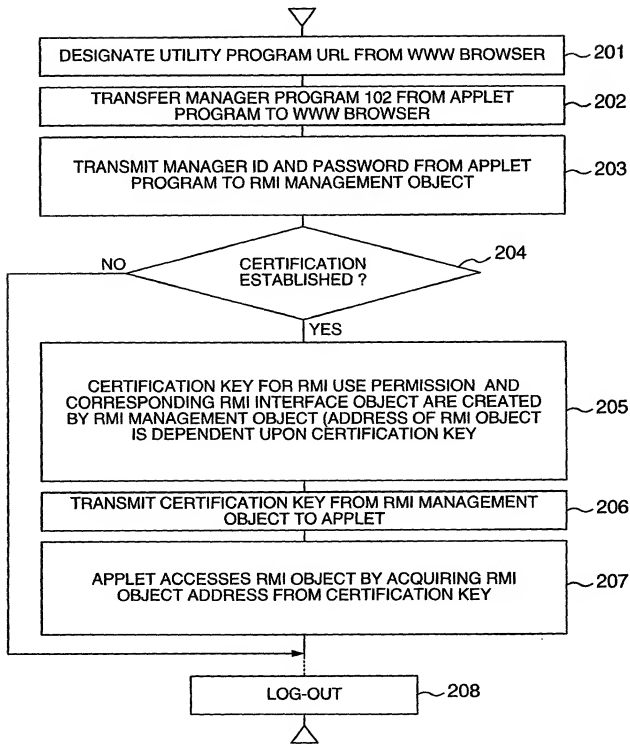 DESIGNATE UTILITY PROGRAM URL FROM WWW BROWSER
201
TRANSFER MANAGER PROGRAM 102 FROM APPLET
PROGRAM TO WWW BROWSER
202
TRANSMIT MANAGER ID AND PASSWORD FROM APPLET
PROGRAM TO RMI MANAGEMENT OBJECT
203
204
NO
CERTIFICATION
ESTABLISHED ?
YES
CERTIFICATION KEY FOR RMI USE PERMISSION AND
CORRESPONDING RMI INTERFACE OBJECT ARE CREATED
BY RMI MANAGEMENT OBJECT (ADDRESS OF RMI OBJECT
IS DEPENDENT UPON CERTIFICATION KEY
205
TRANSMIT CERTIFICATION KEY FROM RMI MANAGEMENT
OBJECT TO APPLET
206
APPLET ACCESSES RMI OBJECT BY ACQUIRING RMI
OBJECT ADDRESS FROM CERTIFICATION KEY
207
LOG-OUT
208